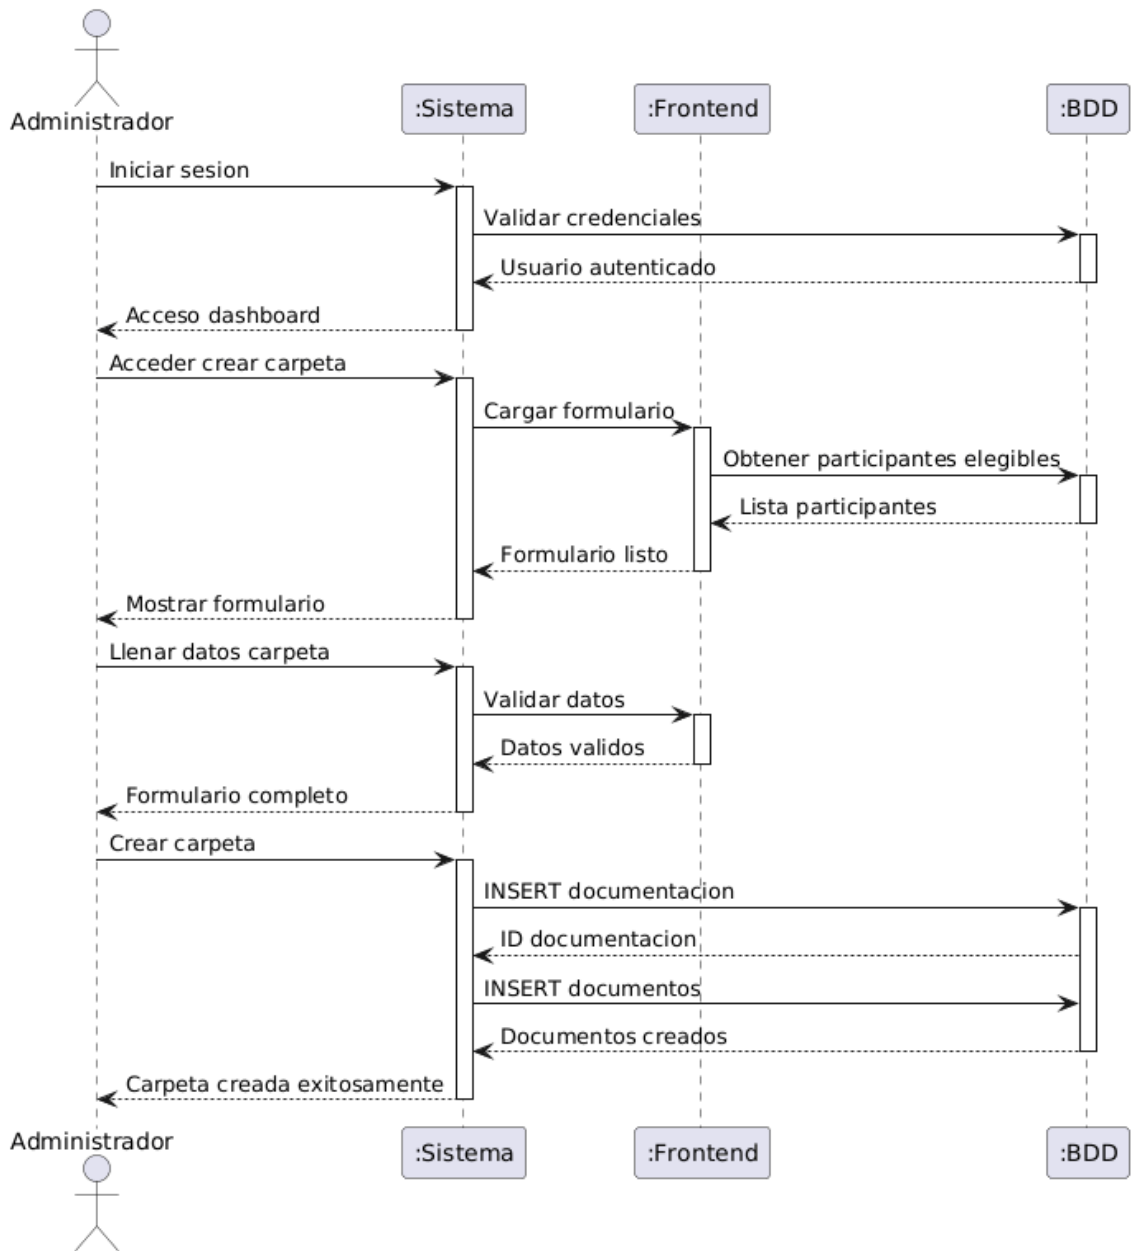 Administrador
:Sistema
:Frontend
:BDD
Iniciar sesion
Validar credenciales
Usuario autenticado
Acceso dashboard
Acceder crear carpeta
Cargar formulario
Obtener participantes elegibles
Lista participantes
Formulario listo
Mostrar formulario
Llenar datos carpeta
Validar datos
Datos validos
Formulario completo
Crear carpeta
INSERT documentacion
ID documentacion
INSERT documentos
Documentos creados
Carpeta creada exitosamente
Administrador
:Sistema
:Frontend
:BDD